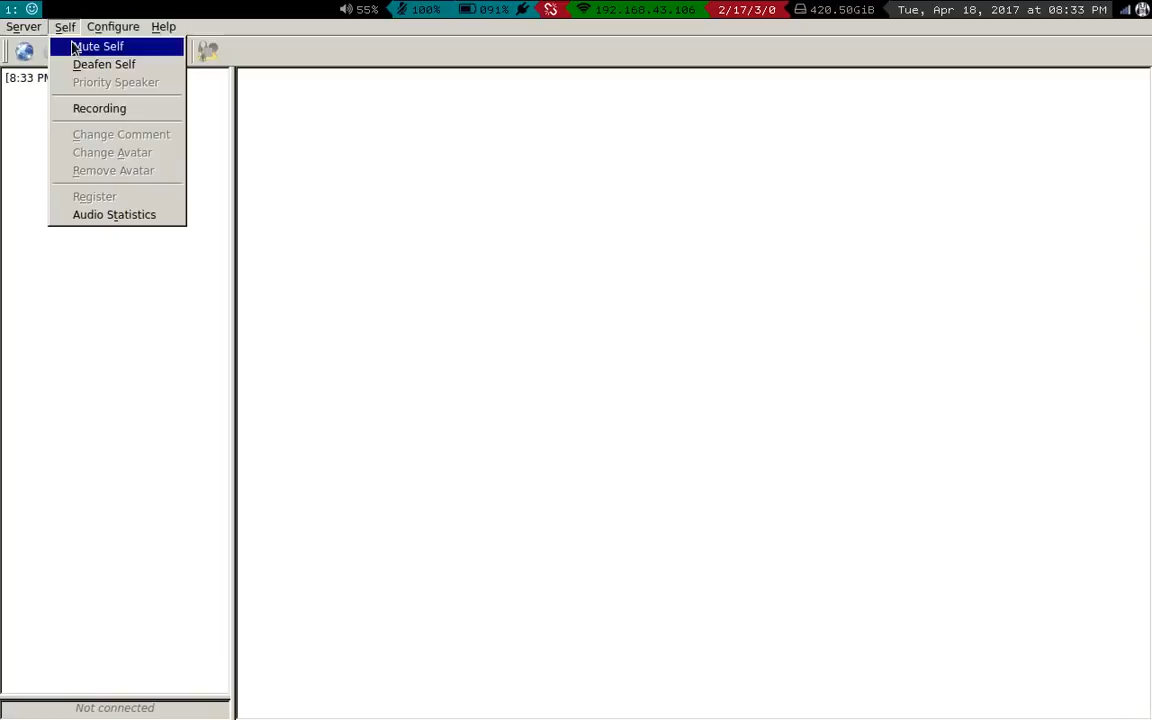 1: 55% 100% 091% 192.168.43.106 2/17/3/0 420.50GiB Tue, Apr 18, 2017 at 08:33 PM
Server Self Configure Help
Mute Self
Deafen Self
[8:33 PM
Priority Speaker
Recording
Change Comment
Change Avatar
Remove Avatar
Register
Audio Statistics
Not connected